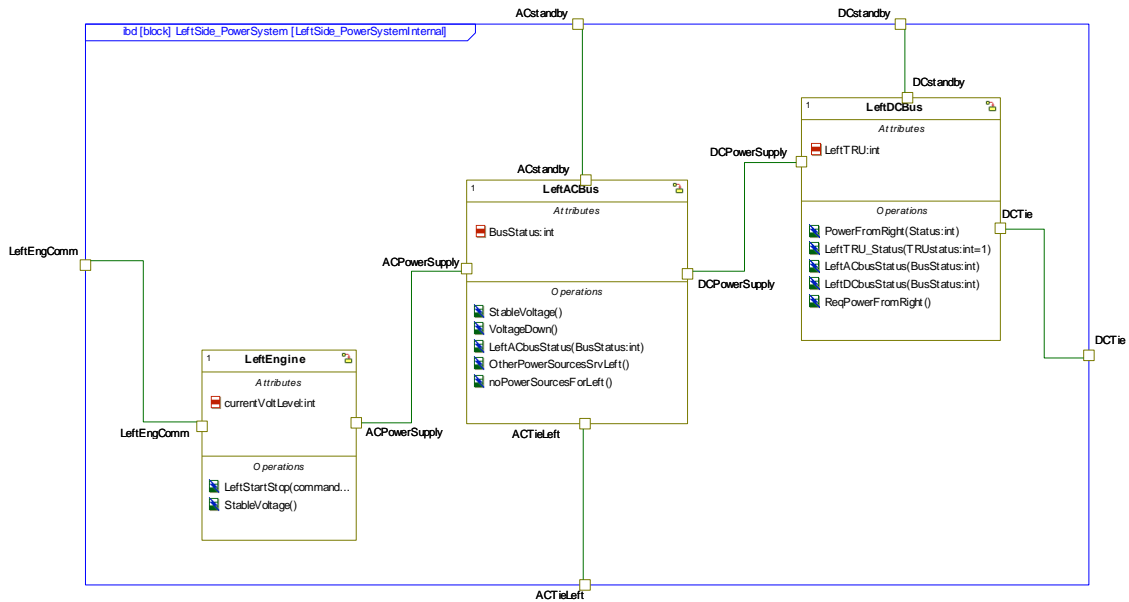 ACstandby
DCstandby
ibd [block] LeftSide_PowerSystem [LeftSide_PowerSystemInternal]
DCstandby
1
LeftDCBus
Attributes
LeftTRU:int
DCPowerSupply
Operations
PowerFromRight(Status:int)
LeftTRU_Status(TRUstatus:int=1)
LeftACbusStatus(BusStatus:int)
LeftDCbusStatus(BusStatus:int)
ReqPowerFromRight()
DCTie
DCTie
ACstandby
1
LeftACBus
Attributes
BusStatus:int
ACPowerSupply
DCPowerSupply
Operations
StableVoltage()
VoltageDown()
LeftACbusStatus(BusStatus:int)
OtherPowerSourcesSrvLeft()
noPowerSourcesForLeft()
ACTieLeft
LeftEngComm
1
LeftEngine
Attributes
currentVoltLevel:int
LeftEngComm
ACPowerSupply
Operations
LeftStartStop(command...
StableVoltage()
ACTieLeft